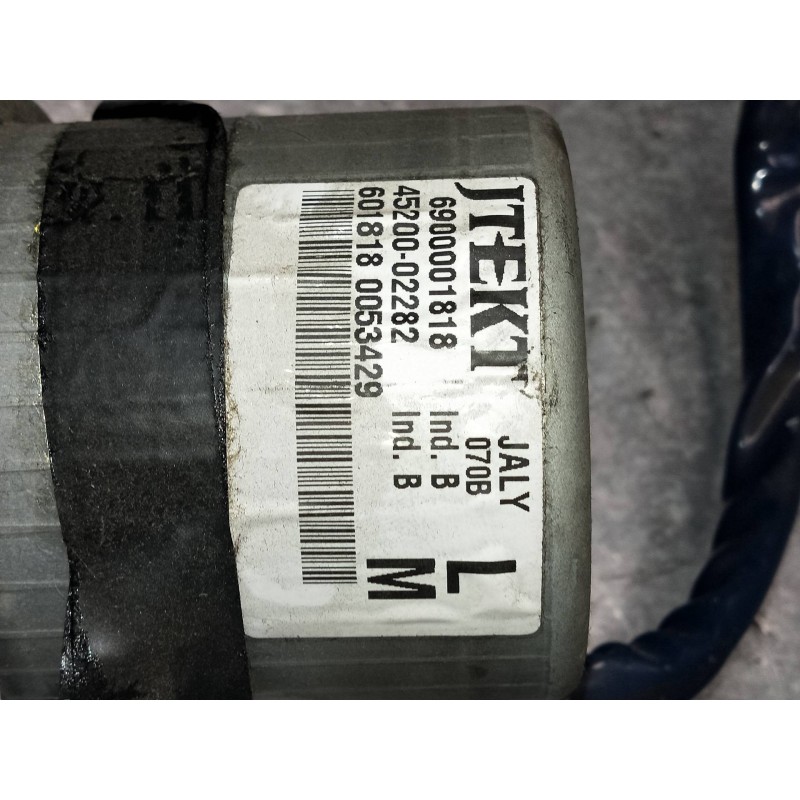 JTEKT JALY L M
070B
6900001818 Ind. B
45200-02282 Ind. B
601818 0053429